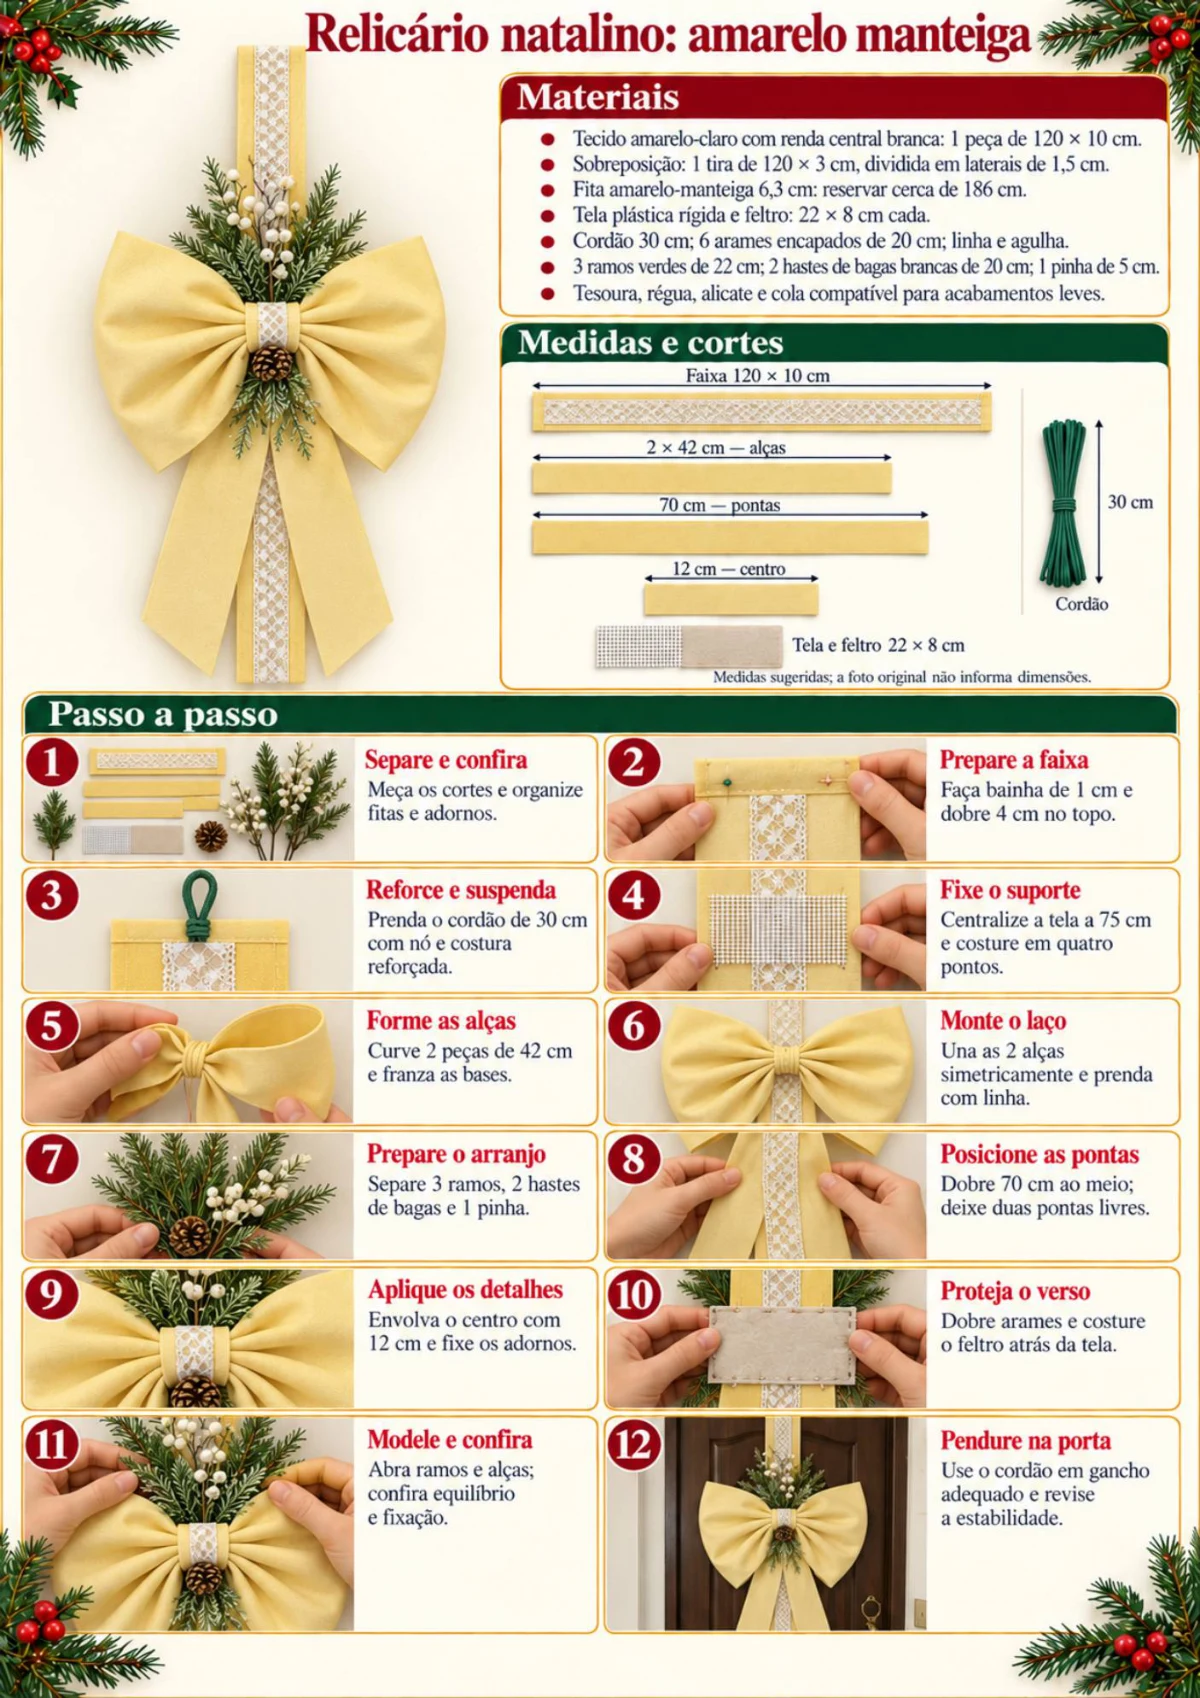 Relicário natalino: amarelo manteiga
Materiais
Tecido amarelo-claro com renda central branca: 1 peça de 120 × 10 cm.
Sobreposição: 1 tira de 120 × 3 cm, dividida em laterais de 1,5 cm.
Fita amarelo-manteiga 6,3 cm: reservar cerca de 186 cm.
Tela plástica rígida e feltro: 22 × 8 cm cada.
Cordão 30 cm; 6 arames encapados de 20 cm; linha e agulha.
3 ramos verdes de 22 cm; 2 hastes de bagas brancas de 20 cm; 1 pinha de 5 cm.
Tesoura, régua, alicate e cola compatível para acabamentos leves.
Medidas e cortes
Faixa 120 × 10 cm
2 × 42 cm — alças
70 cm — pontas
12 cm — centro
30 cm
Cordão
Tela e feltro 22 × 8 cm
Medidas sugeridas; a foto original não informa dimensões.
Passo a passo
1
Separe e confira
Meça os cortes e organize
fitas e adornos.
2
Prepare a faixa
Faça bainha de 1 cm e
dobre 4 cm no topo.
3
Reforce e suspenda
Prenda o cordão de 30 cm
com nó e costura
reforçada.
4
Fixe o suporte
Centralize a tela a 75 cm
e costure em quatro
pontos.
5
Forme as alças
Curve 2 peças de 42 cm
e franza as bases.
6
Monte o laço
Una as 2 alças
simetricamente e prenda
com linha.
7
Prepare o arranjo
Separe 3 ramos, 2 hastes
de bagas e 1 pinha.
8
Posicione as pontas
Dobre 70 cm ao meio;
deixe duas pontas livres.
9
Aplique os detalhes
Envolva o centro com
12 cm e fixe os adornos.
10
Proteja o verso
Dobre arames e costure
o feltro atrás da tela.
11
Modele e confira
Abra ramos e alças;
confira equilíbrio
e fixação.
12
Pendure na porta
Use o cordão em gancho
adequado e revise
a estabilidade.